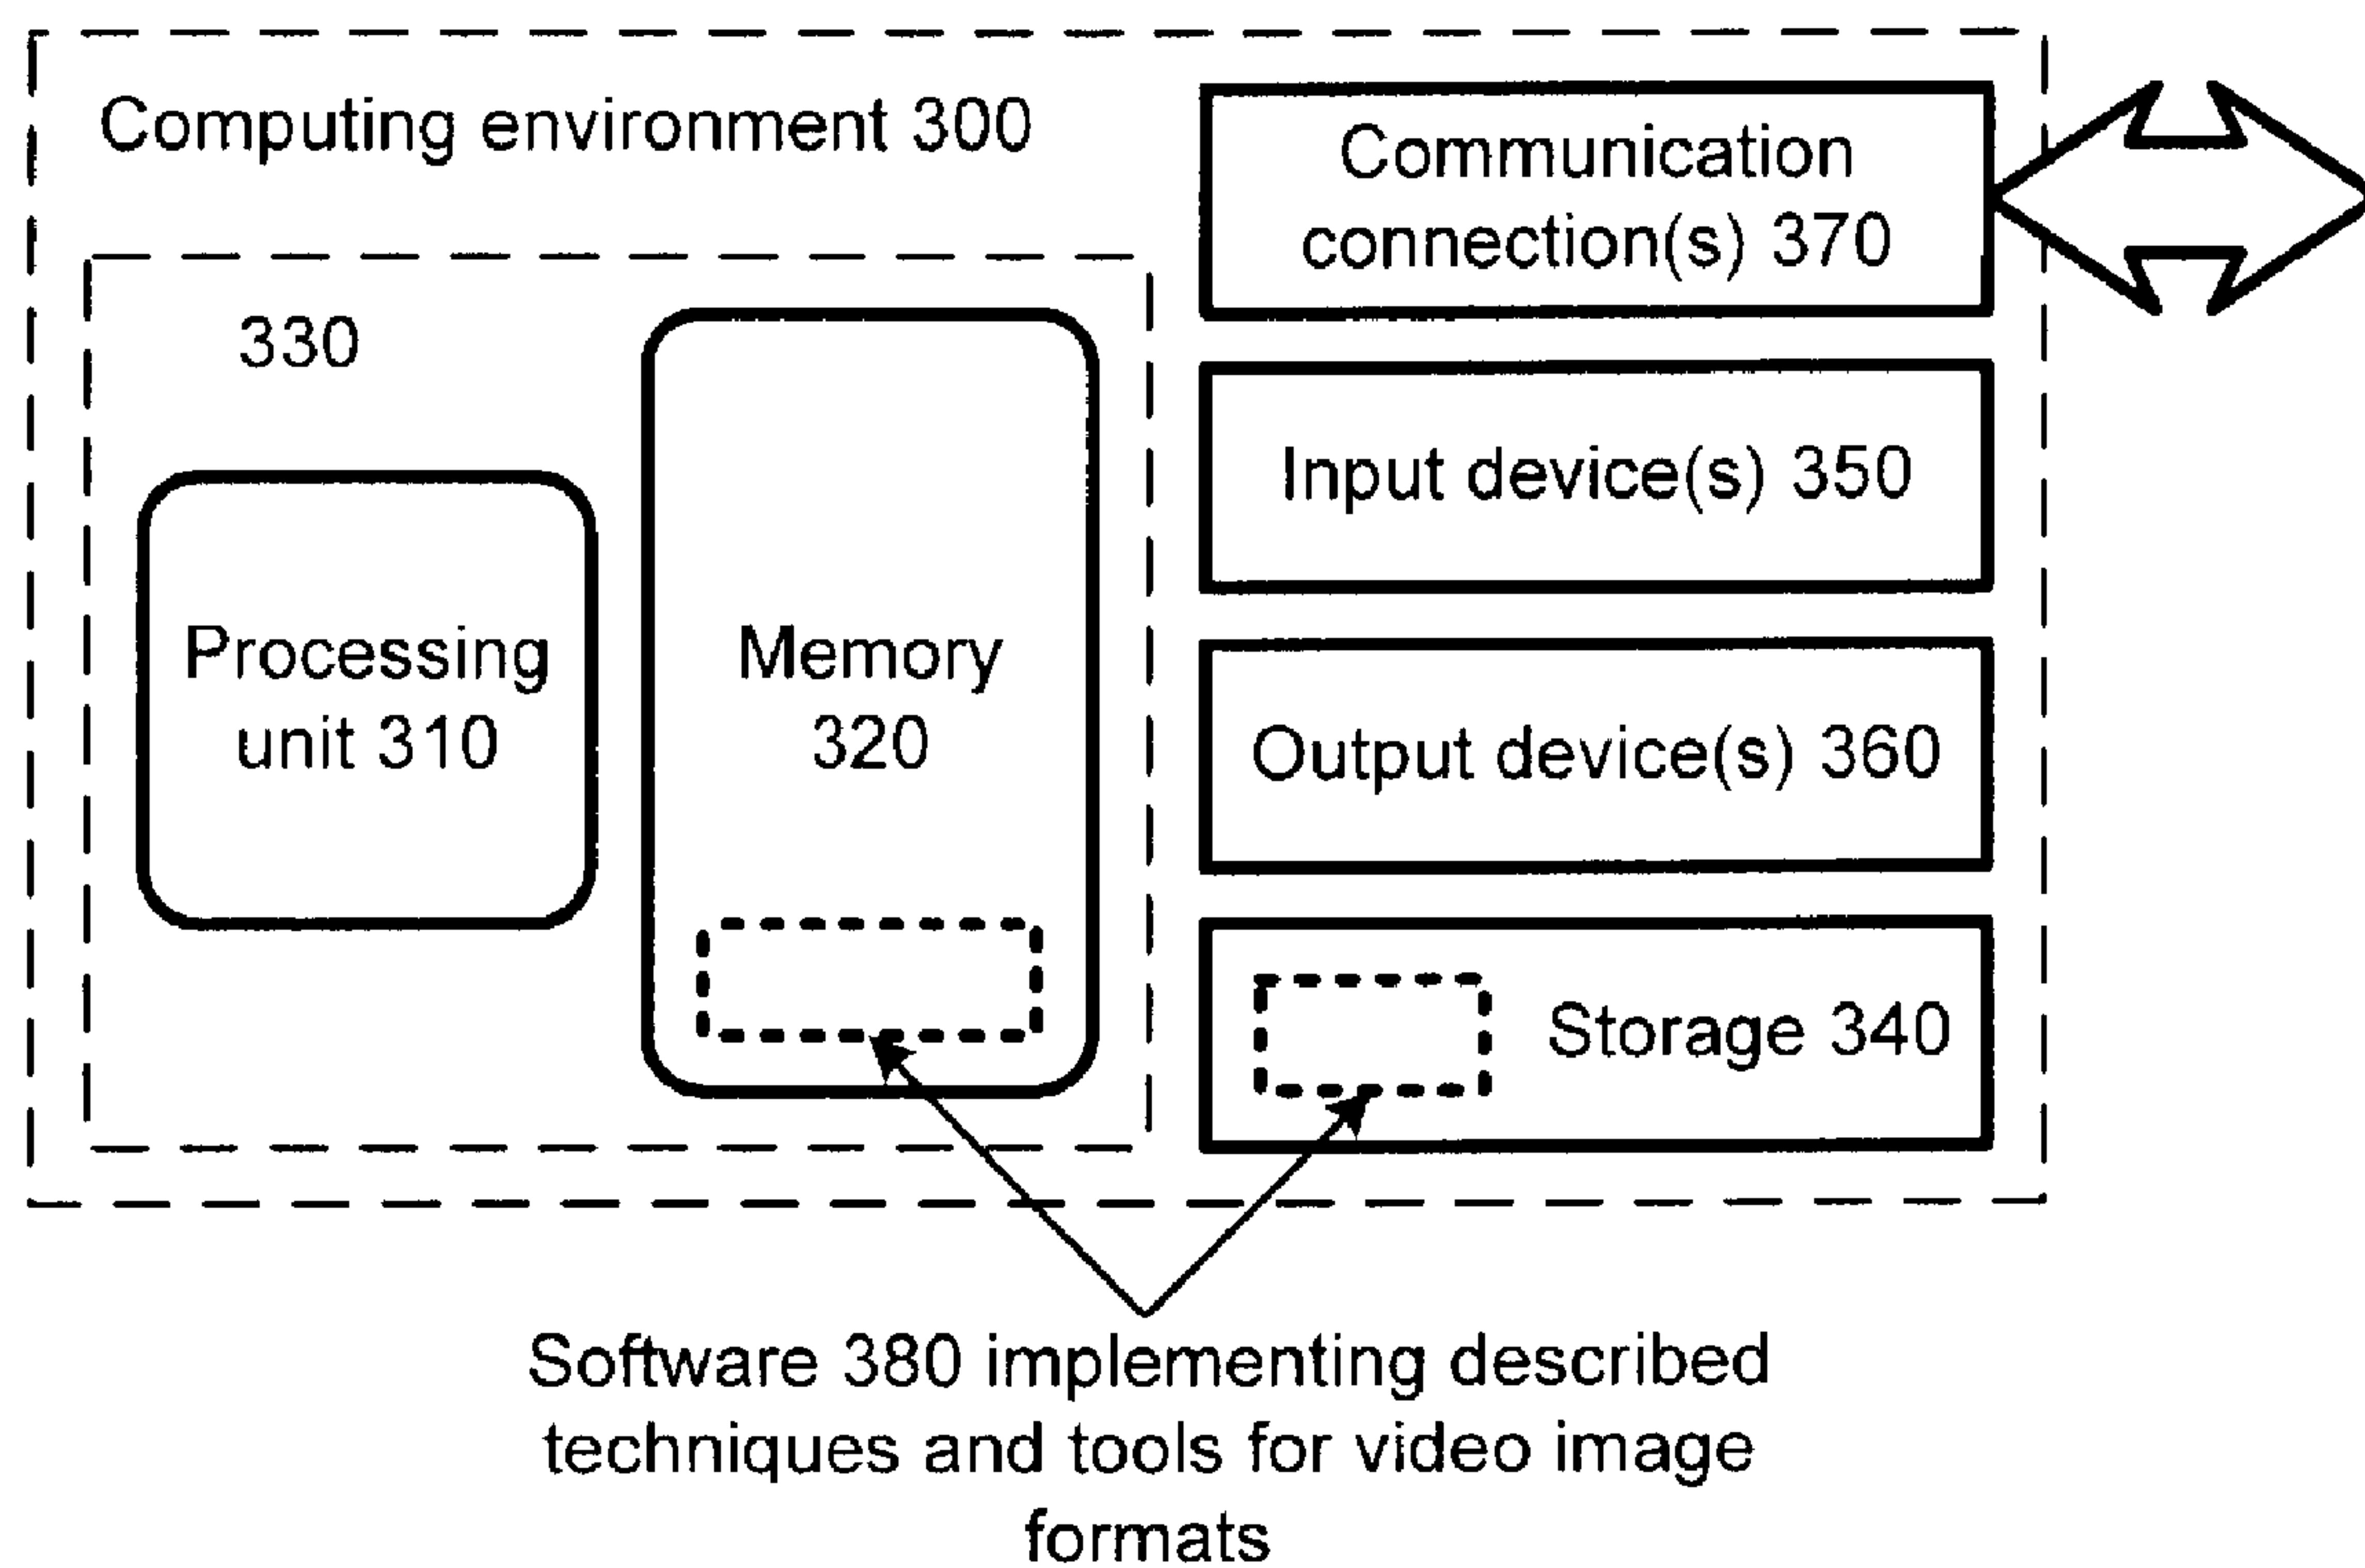 Computing environment 300
Communication
connection(s) 370
330
Input device(s) 350
Processing
unit 310
Memory
320
Output device(s) 360
Storage 340
Software 380 implementing described
techniques and tools for video image
formats